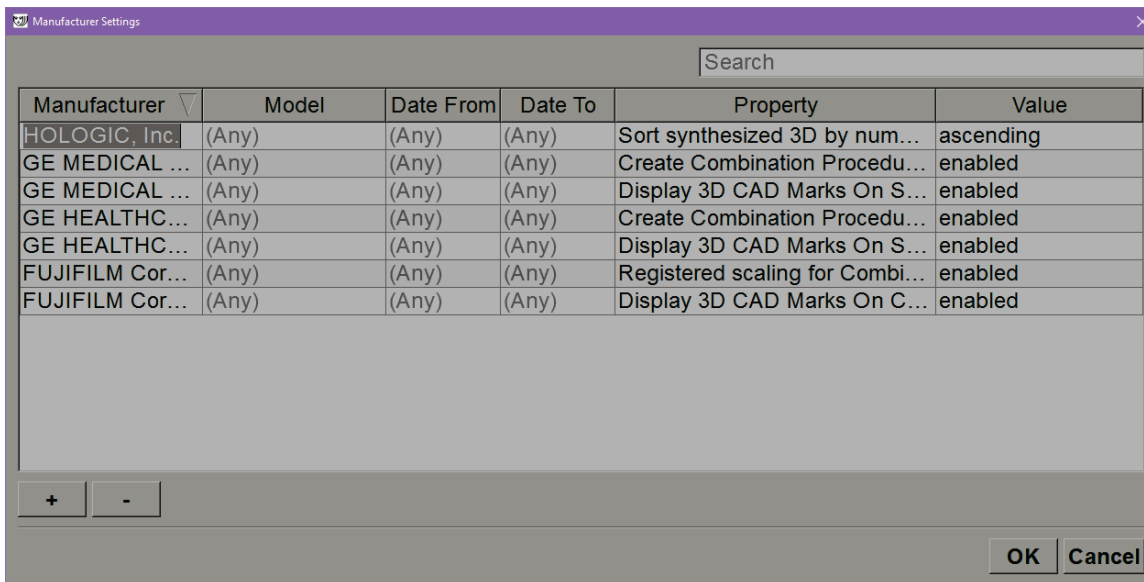 Manufacturer Settings
Search
Manufacturer Model Date From Date To Property Value
HOLOGIC, Inc. (Any) (Any) (Any) Sort synthesized 3D by num... ascending
GE MEDICAL ... (Any) (Any) (Any) Create Combination Procedu... enabled
GE MEDICAL ... (Any) (Any) (Any) Display 3D CAD Marks On S... enabled
GE HEALTHC... (Any) (Any) (Any) Create Combination Procedu... enabled
GE HEALTHC... (Any) (Any) (Any) Display 3D CAD Marks On S... enabled
FUJIFILM Cor... (Any) (Any) (Any) Registered scaling for Combi... enabled
FUJIFILM Cor... (Any) (Any) (Any) Display 3D CAD Marks On C... enabled
+ -
OK Cancel